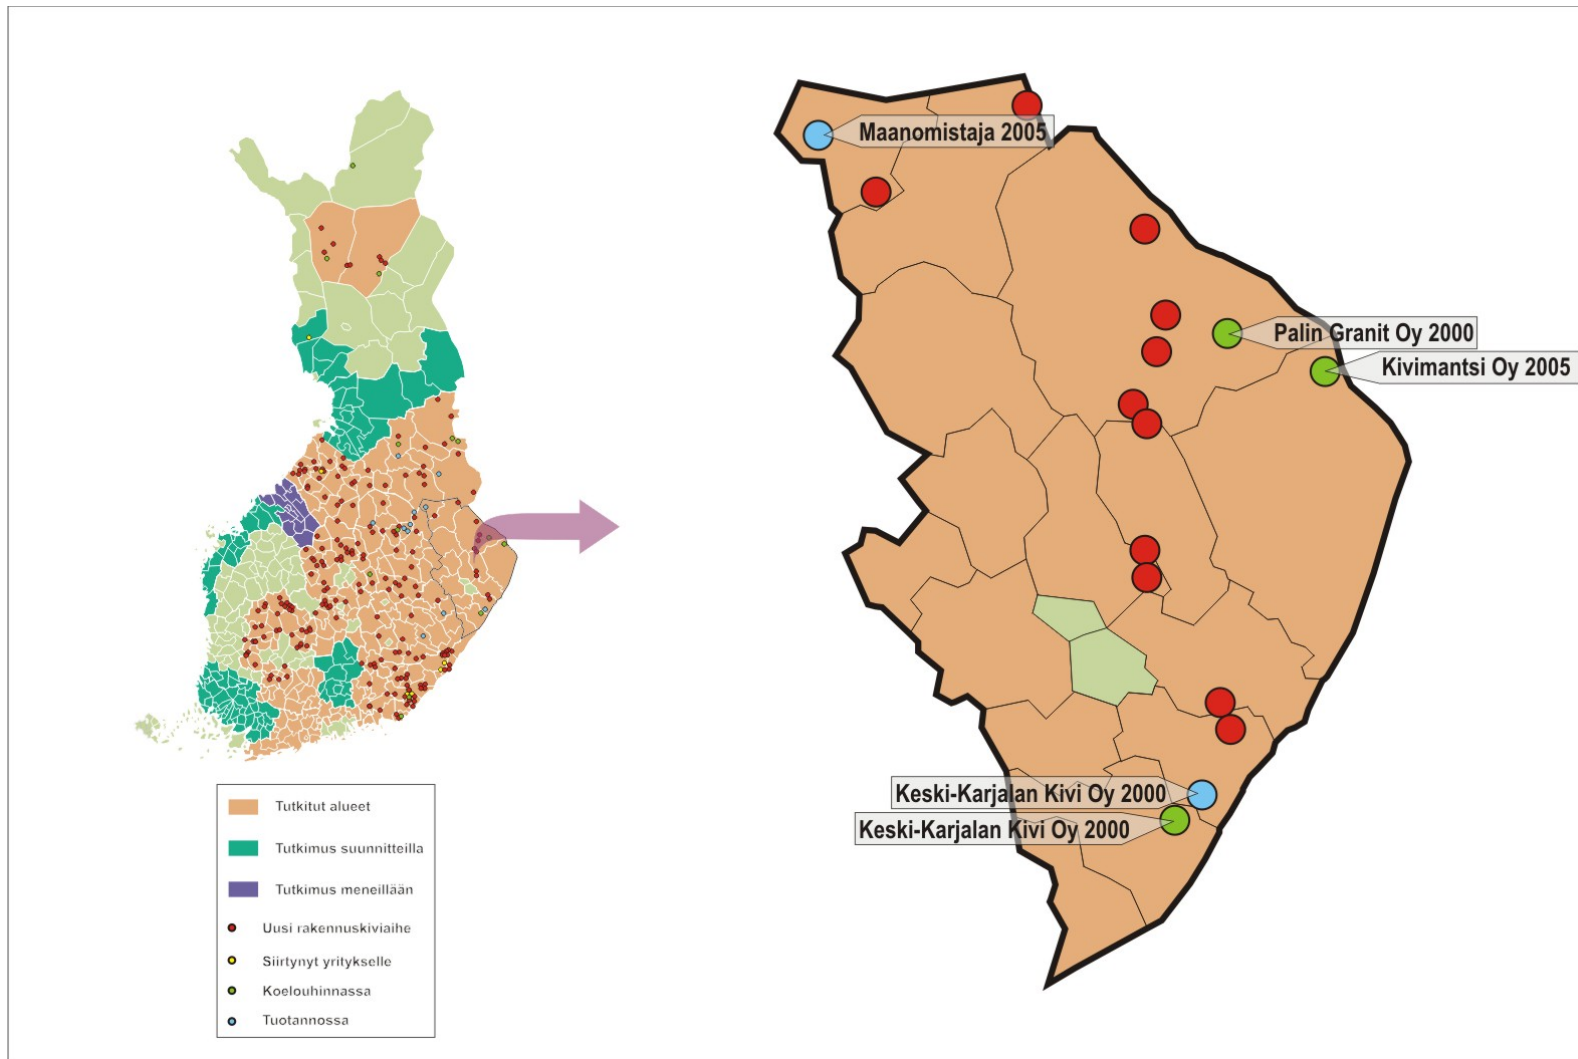 Maanomistaja 2005
Palin Granit Oy 2000
Kivimantsi Oy 2005
Keski-Karjalan Kivi Oy 2000
Keski-Karjalan Kivi Oy 2000
Tutkitut alueet
Tutkimus suunnitteilla
Tutkimus meneillään
Uusi rakennuskiviaihe
Siirtynyt yritykselle
Koelouhinnassa
Tuotannossa